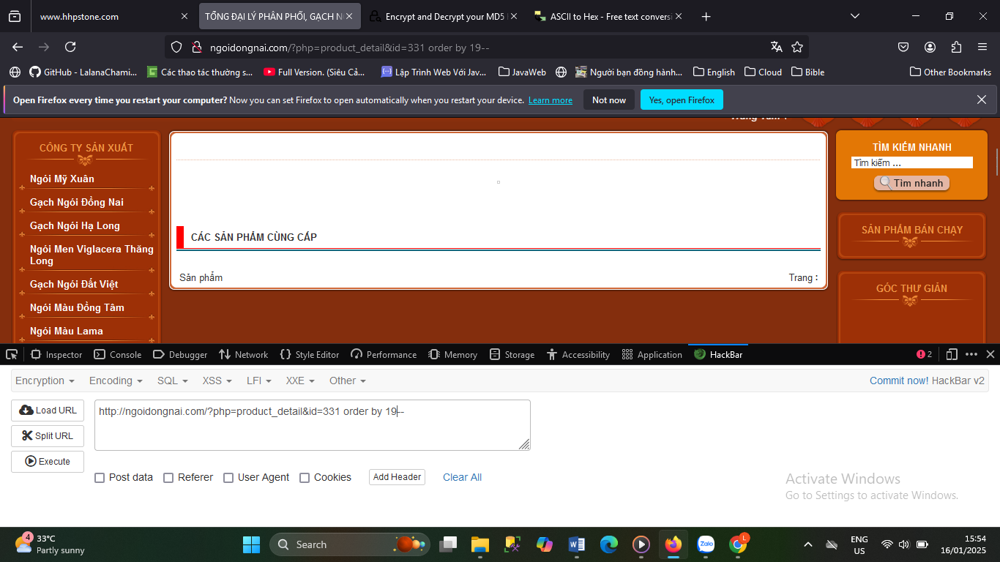 www.hhpstone.com
TỔNG ĐẠI LÝ PHÂN PHỐI, GẠCH N
Encrypt and Decrypt your MD5
ASCII to Hex - Free text conversi
ngoidongnai.com/?php=product_detail&id=331 order by 19--
GitHub - LalanaChami...
Các thao tác thường s...
Full Version. (Siêu Cả...
Lập Trình Web Với Jav...
JavaWeb
Người bạn đồng hành...
English
Cloud
Bible
Other Bookmarks
Open Firefox every time you restart your computer? Now you can set Firefox to open automatically when you restart your device. Learn more
Not now
Yes, open Firefox
CÔNG TY SẢN XUẤT
Ngói Mỹ Xuân
Gạch Ngói Đồng Nai
Gạch Ngói Hạ Long
Ngói Men Viglacera Thăng
Long
Gạch Ngói Đất Việt
Ngói Màu Đồng Tâm
Ngói Màu Lama
CÁC SẢN PHẨM CÙNG CẤP
Sản phẩm
Trang :
TÌM KIẾM NHANH
Tìm kiếm ...
Tìm nhanh
SẢN PHẨM BÁN CHẠY
GÓC THƯ GIẢN
Inspector
Console
Debugger
Network
Style Editor
Performance
Memory
Storage
Accessibility
Application
HackBar
2
Encryption
Encoding
SQL
XSS
LFI
XXE
Other
Commit now! HackBar v2
Load URL
Split URL
Execute
http://ngoidongnai.com/?php=product_detail&id=331 order by 19--
Post data
Referer
User Agent
Cookies
Add Header
Clear All
Activate Windows
Go to Settings to activate Windows.
4
33°C
Partly sunny
Search
Zalo
L
ENG
US
15:54
16/01/2025